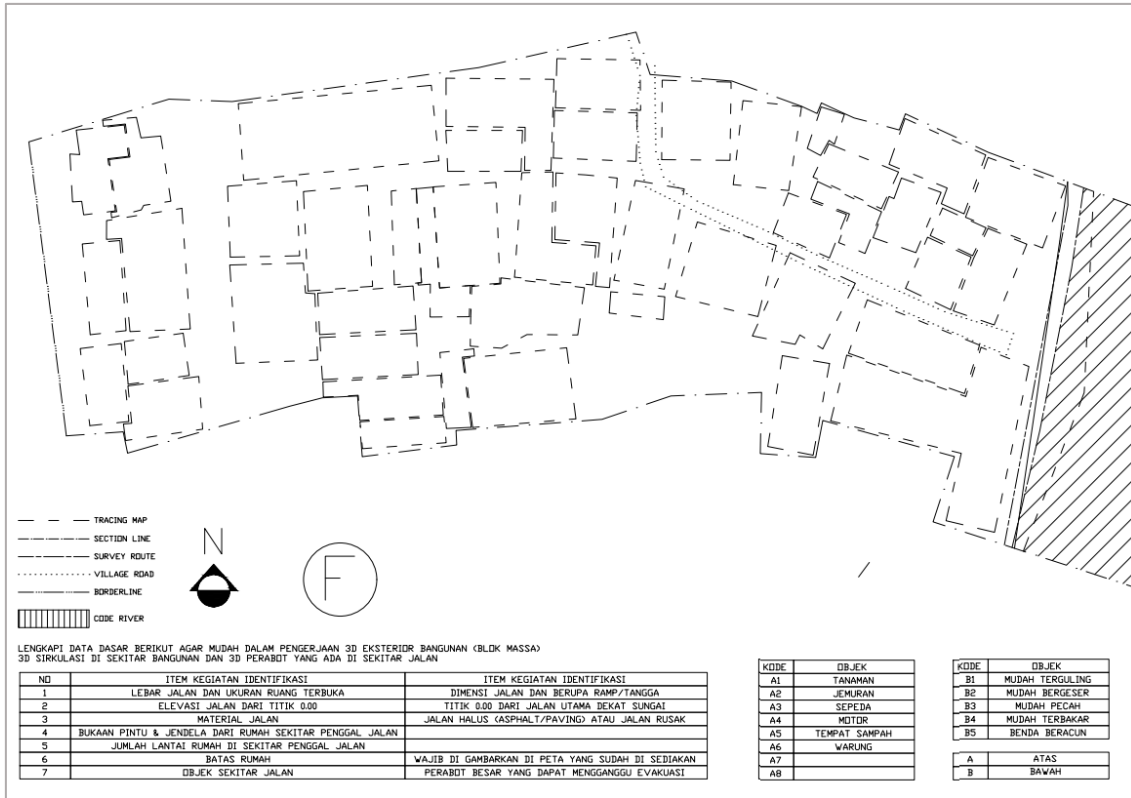 TRACING MAP
SECTION LINE
SURVEY ROUTE
VILLAGE ROAD
BORDERLINE
CODE RIVER
N
F
LENGKAPI DATA DASAR BERIKUT AGAR MUDAH DALAM PENGERJAAN 3D EKSTERIOR BANGUNAN (BLOK MASSA)
3D SIRKULASI DI SEKITAR BANGUNAN DAN 3D PERABOT YANG ADA DI SEKITAR JALAN
NO ITEM KEGIATAN IDENTIFIKASI ITEM KEGIATAN IDENTIFIKASI
1 LEBAR JALAN DAN UKURAN RUANG TERBUKA DIMENSI JALAN DAN BERUPA RAMP/TANGGA
2 ELEVASI JALAN DARI TITIK 0.00 TITIK 0.00 DARI JALAN UTAMA DEKAT SUNGAI
3 MATERIAL JALAN JALAN HALUS (ASPHALT/PAVING) ATAU JALAN RUSAK
4 BUKAAN PINTU & JENDELA DARI RUMAH SEKITAR PENGGAL JALAN
5 JUMLAH LANTAI RUMAH DI SEKITAR PENGGAL JALAN
6 BATAS RUMAH WAJIB DI GAMBARKAN DI PETA YANG SUDAH DI SEDIAKAN
7 OBJEK SEKITAR JALAN PERABOT BESAR YANG DAPAT MENGGANGGU EVAKUASI
KODE OBJEK
A1 TANAMAN
A2 JEMURAN
A3 SEPEDA
A4 MOTOR
A5 TEMPAT SAMPAH
A6 WARUNG
A7
A8
KODE OBJEK
B1 MUDAH TERGULING
B2 MUDAH BERGESER
B3 MUDAH PECAH
B4 MUDAH TERBAKAR
B5 BENDA BERACUN
A ATAS
B BAWAH